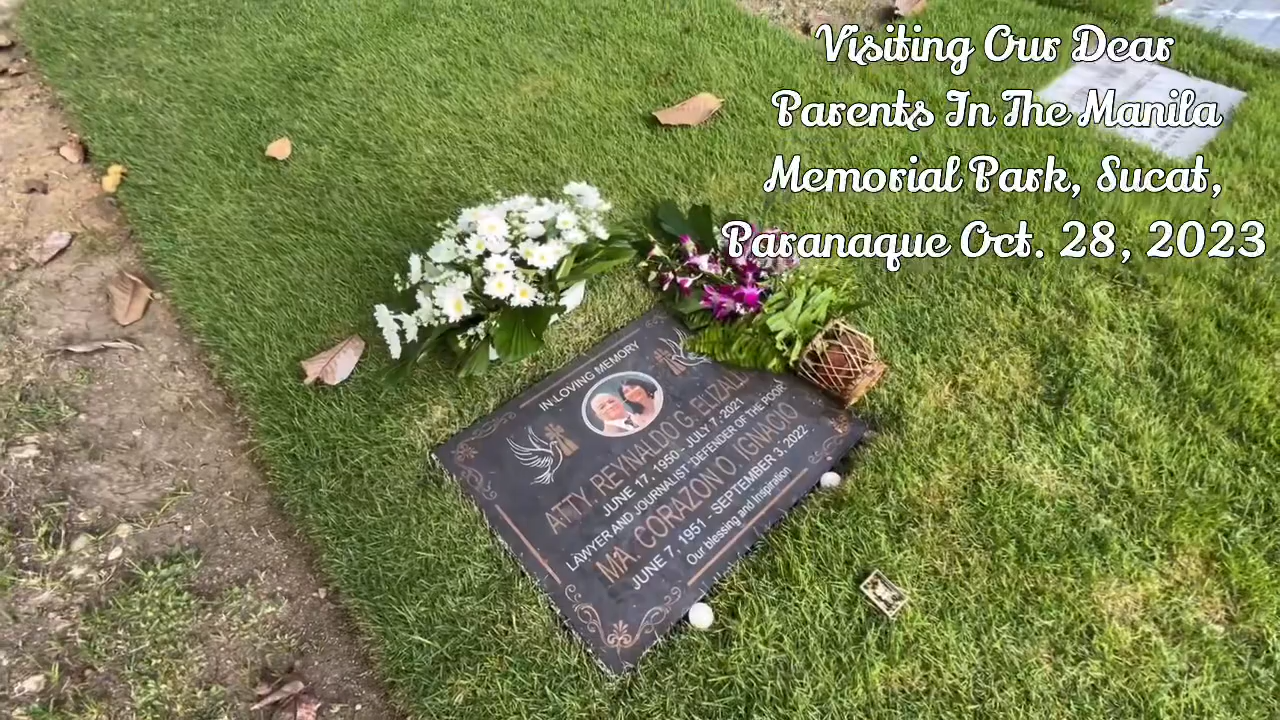 Visiting Our Dear
Parents In The Manila
Memorial Park, Sucat,
Paranaque Oct. 28, 2023
IN LOVING MEMORY
ATTY. REYNALDO G.
JUNE 17, 1950 - JULY 7, 2021
LAWYER AND JOURNALIST 'DEFENDER OF THE POOR'
MA. CORAZON O. IGNACIO
JUNE 7, 1951 - SEPTEMBER 3, 2022
Our blessing and Inspiration